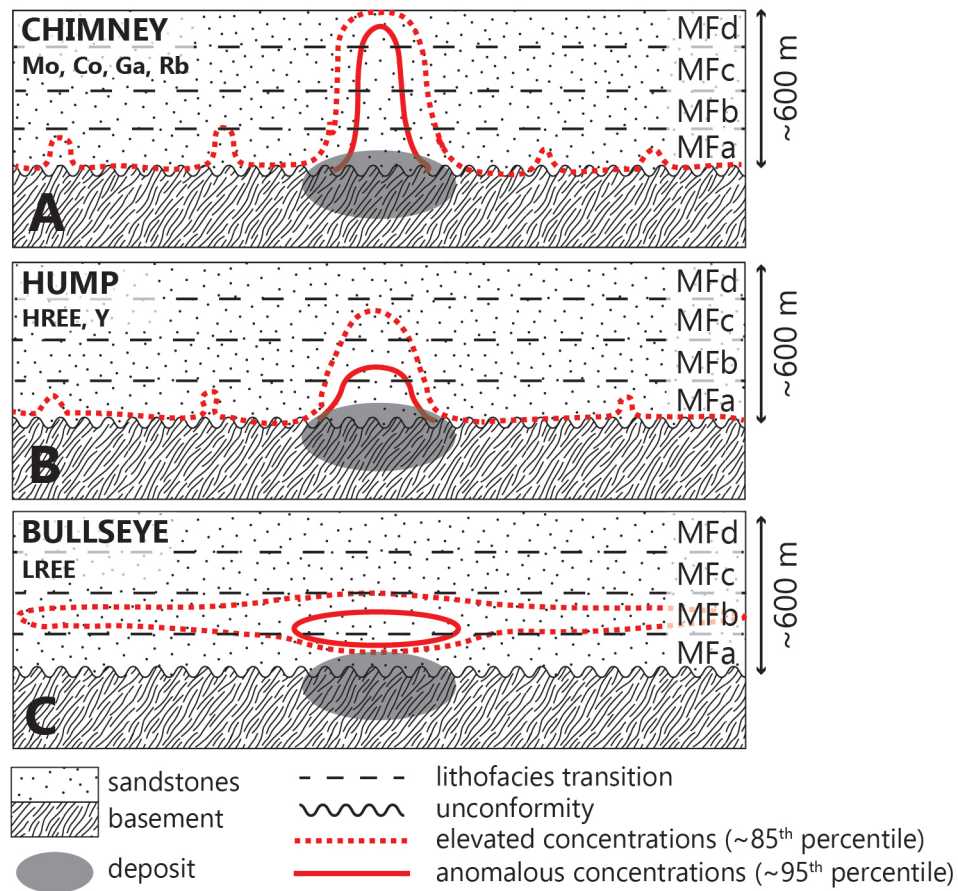 CHIMNEY
Mo, Co, Ga, Rb
MFd
MFc
MFb
MFa
~600 m
A
HUMP
HREE, Y
MFd
MFc
MFb
MFa
~600 m
B
BULLSEYE
LREE
MFd
MFc
MFb
MFa
~600 m
C
sandstones
basement
deposit
lithofacies transition
unconformity
elevated concentrations (~85th percentile)
anomalous concentrations (~95th percentile)